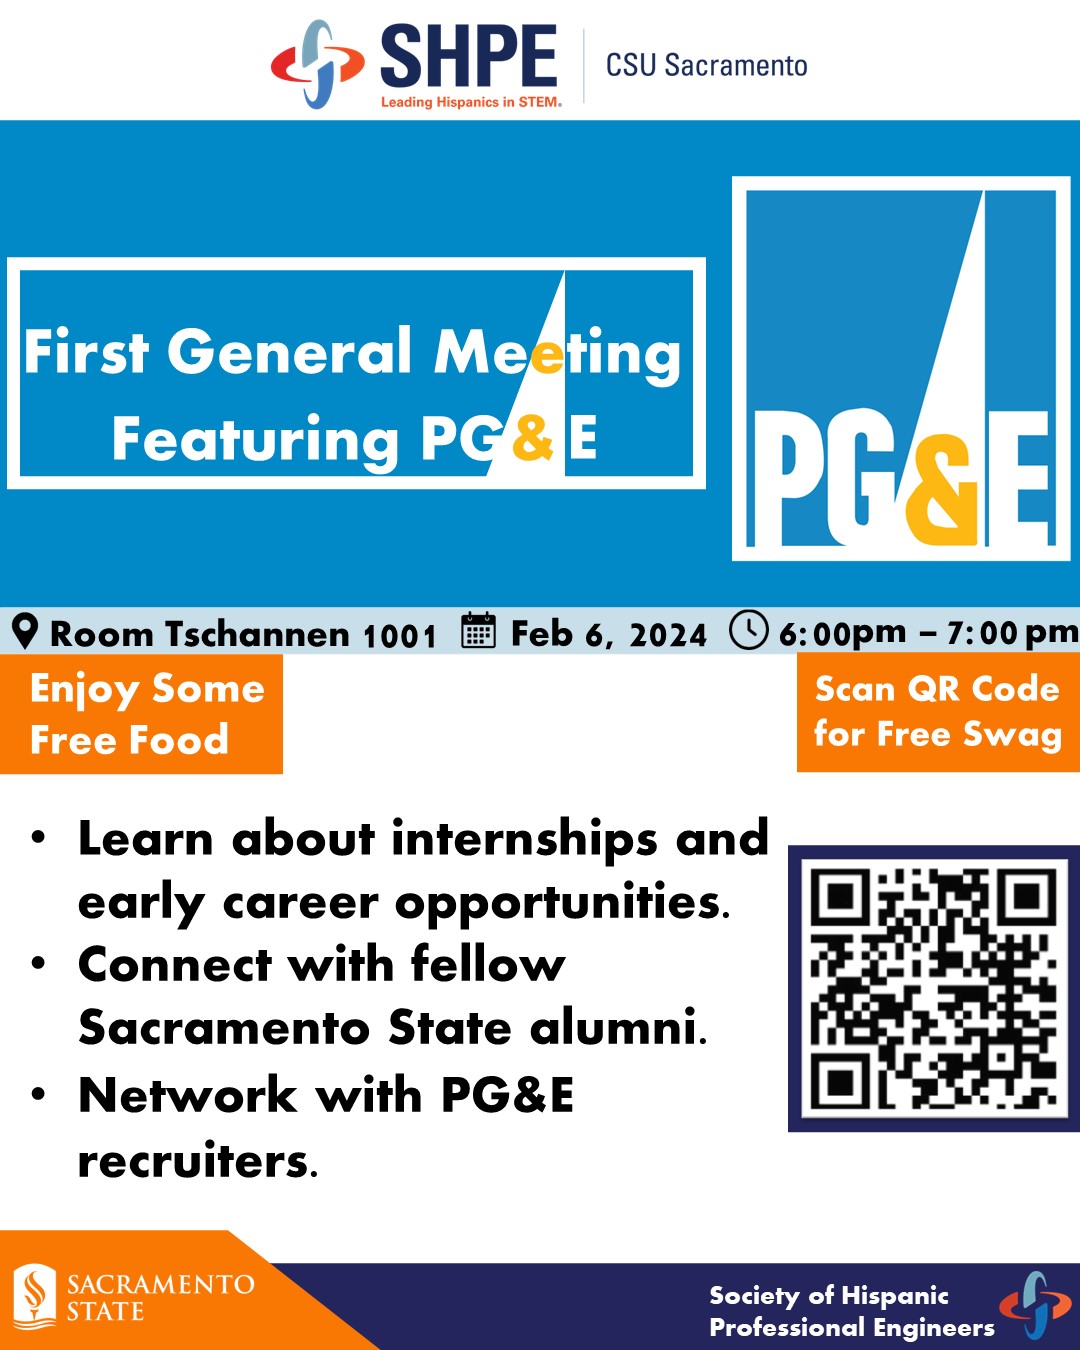 SHPE
Leading Hispanics in STEM.
CSU Sacramento
First General Meeting
Featuring PG&E
PG&E
Room Tschannen 1001
Feb 6, 2024
6:00pm – 7:00 pm
Enjoy Some
Free Food
Scan QR Code
for Free Swag
• Learn about internships and
early career opportunities.
• Connect with fellow
Sacramento State alumni.
• Network with PG&E
recruiters.
SACRAMENTO
STATE
Society of Hispanic
Professional Engineers